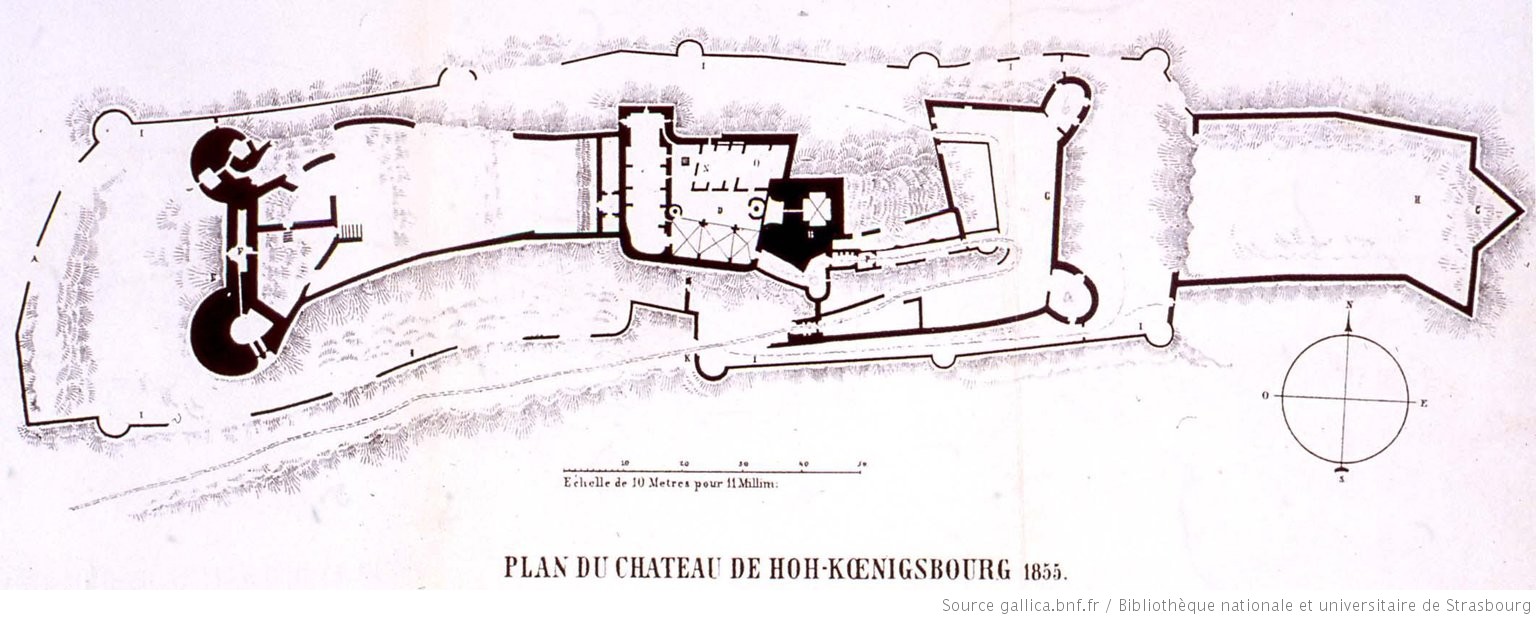 I
I
I
I
A
F
E
S
O
D
B
G
H
C
I
I
I
K
K
N
O
E
S
10 20 30 40 50
Echelle de 10 Metres pour 11 Millim:
PLAN DU CHATEAU DE HOH-KŒNIGSBOURG 1855.
Source gallica.bnf.fr / Bibliothèque nationale et universitaire de Strasbourg